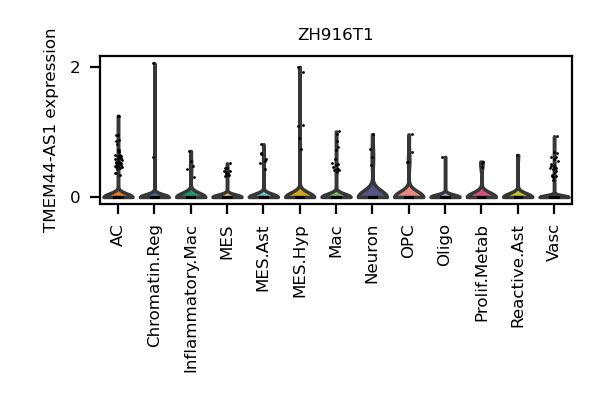 ZH916T1
TMEM44-AS1 expression
2
0
AC
Chromatin.Reg
Inflammatory.Mac
MES
MES.Ast
MES.Hyp
Mac
Neuron
OPC
Oligo
Prolif.Metab
Reactive.Ast
Vasc